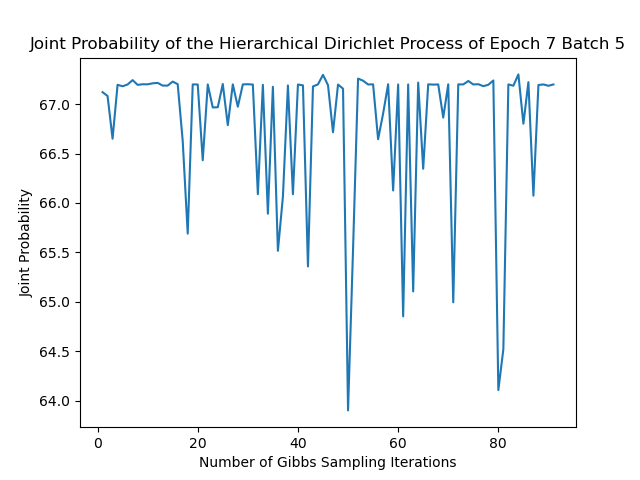 Joint Probability of the Hierarchical Dirichlet Process of Epoch 7 Batch 5
67.0
66.5
66.0
65.5
65.0
64.5
64.0
Joint Probability
0 20 40 60 80
Number of Gibbs Sampling Iterations